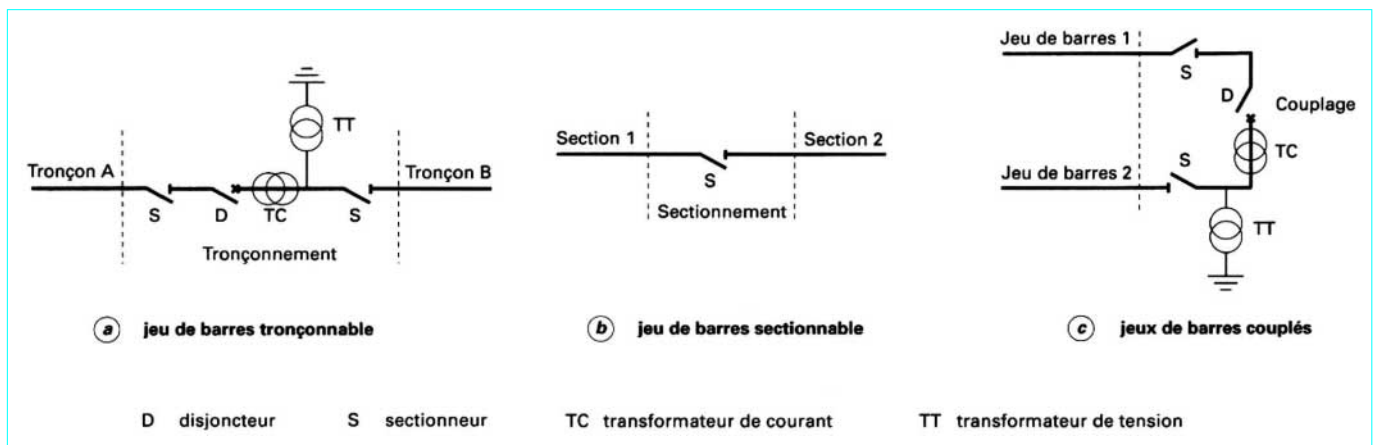 Tronçon A
S
D
TC
TT
S
Tronçon B
Tronçonnement
a jeu de barres tronçonnable
Section 1
S
Section 2
Sectionnement
b jeu de barres sectionnable
Jeu de barres 1
S
D
Couplage
TC
Jeu de barres 2
S
TT
c jeux de barres couplés
D disjoncteur S sectionneur TC transformateur de courant TT transformateur de tension